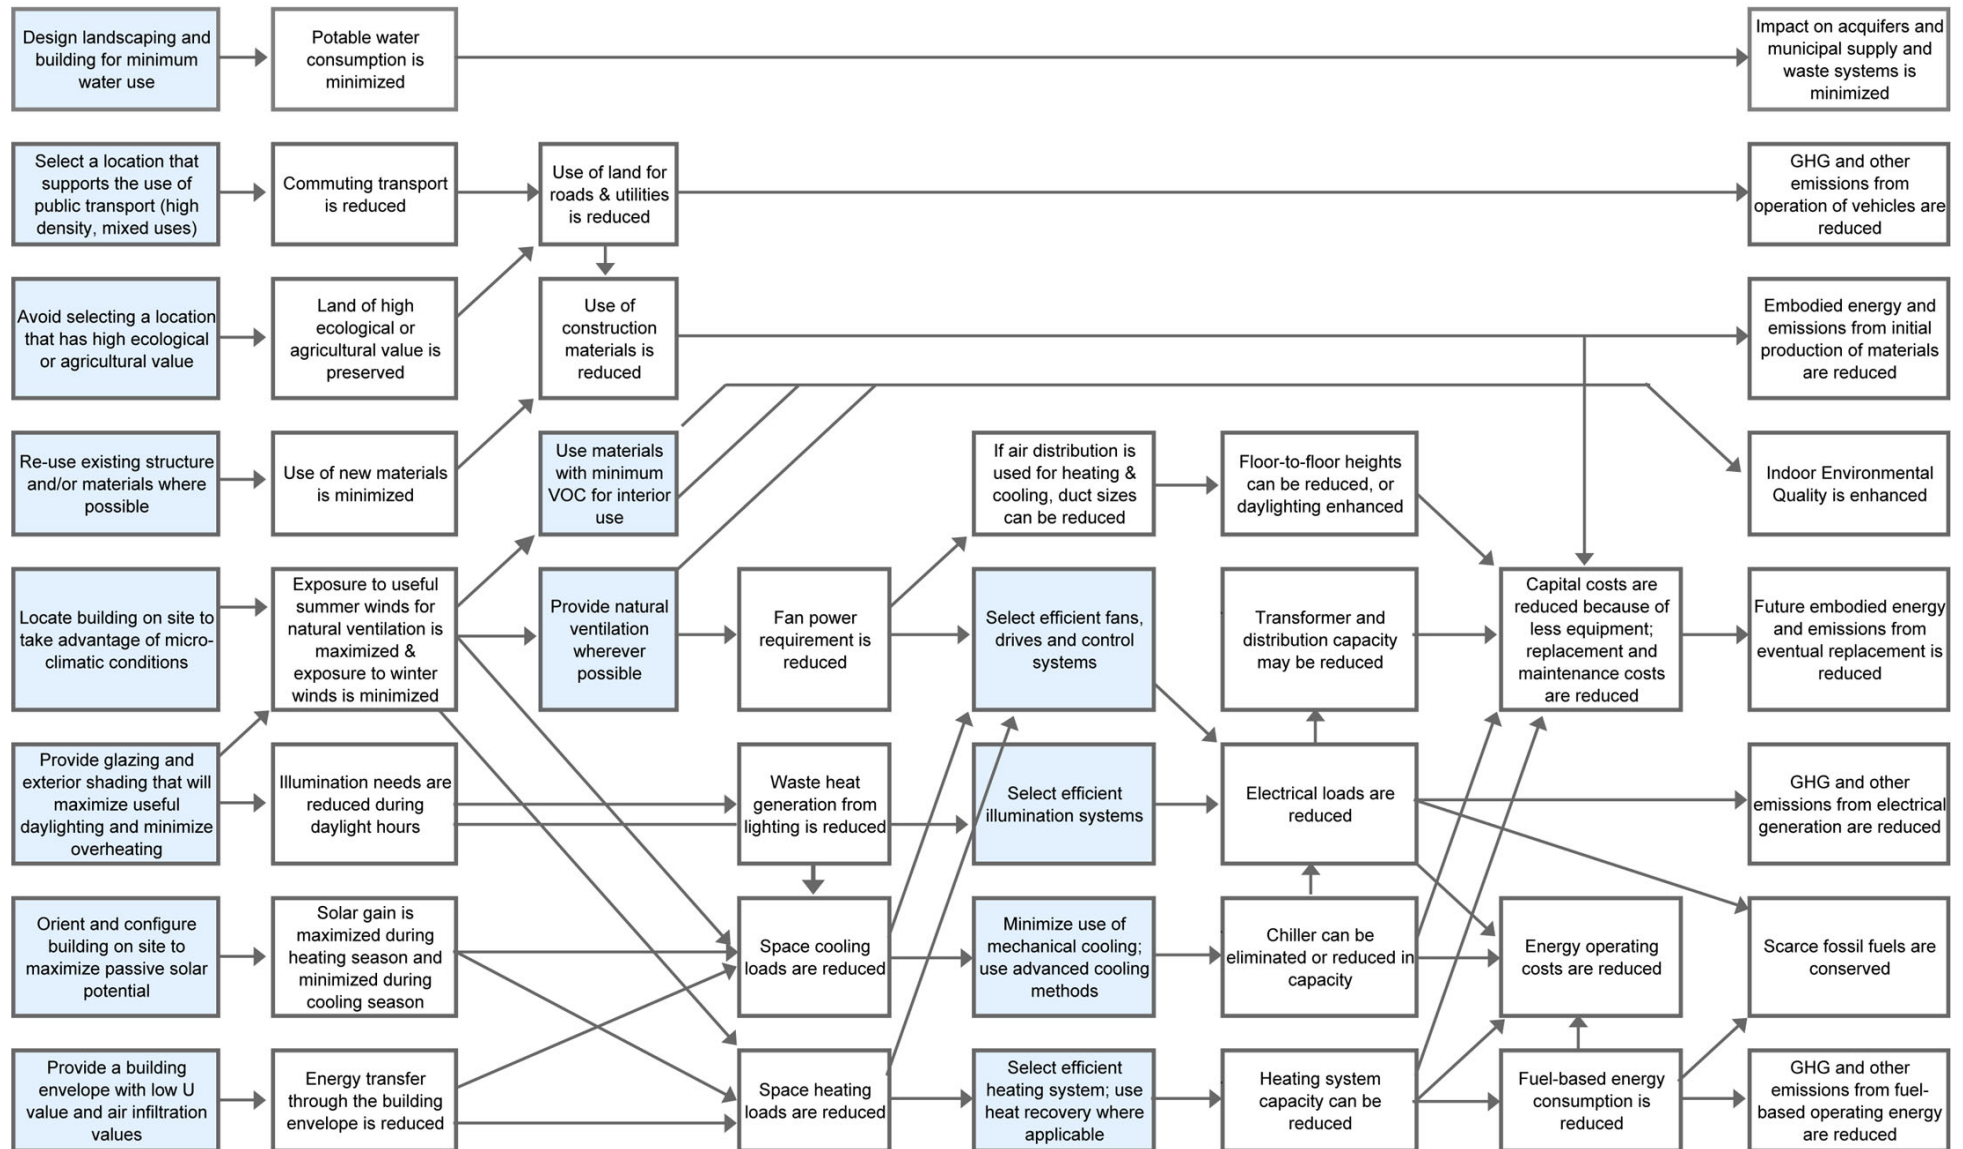 Design landscaping and
building for minimum
water use
Potable water
consumption is
minimized
Impact on acquifers and
municipal supply and
waste systems is
minimized
Select a location that
supports the use of
public transport (high
density, mixed uses)
Commuting transport
is reduced
Use of land for
roads & utilities
is reduced
GHG and other
emissions from
operation of vehicles are
reduced
Avoid selecting a location
that has high ecological
or agricultural value
Land of high
ecological or
agricultural value is
preserved
Use of
construction
materials is
reduced
Embodied energy and
emissions from initial
production of materials
are reduced
Re-use existing structure
and/or materials where
possible
Use of new materials
is minimized
Use materials
with minimum
VOC for interior
use
If air distribution is
used for heating &
cooling, duct sizes
can be reduced
Floor-to-floor heights
can be reduced, or
daylighting enhanced
Indoor Environmental
Quality is enhanced
Locate building on site to
take advantage of micro-
climatic conditions
Exposure to useful
summer winds for
natural ventilation is
maximized &
exposure to winter
winds is minimized
Provide natural
ventilation
wherever
possible
Fan power
requirement is
reduced
Select efficient fans,
drives and control
systems
Transformer and
distribution capacity
may be reduced
Capital costs are
reduced because of
less equipment;
replacement and
maintenance costs
are reduced
Future embodied energy
and emissions from
eventual replacement is
reduced
Provide glazing and
exterior shading that will
maximize useful
daylighting and minimize
overheating
Illumination needs are
reduced during
daylight hours
Waste heat
generation from
lighting is reduced
Select efficient
illumination systems
Electrical loads are
reduced
GHG and other
emissions from electrical
generation are reduced
Orient and configure
building on site to
maximize passive solar
potential
Solar gain is
maximized during
heating season and
minimized during
cooling season
Space cooling
loads are reduced
Minimize use of
mechanical cooling;
use advanced cooling
methods
Chiller can be
eliminated or reduced in
capacity
Energy operating
costs are reduced
Scarce fossil fuels are
conserved
Provide a building
envelope with low U
value and air infiltration
values
Energy transfer
through the building
envelope is reduced
Space heating
loads are reduced
Select efficient
heating system; use
heat recovery where
applicable
Heating system
capacity can be
reduced
Fuel-based energy
consumption is
reduced
GHG and other
emissions from fuel-
based operating energy
are reduced